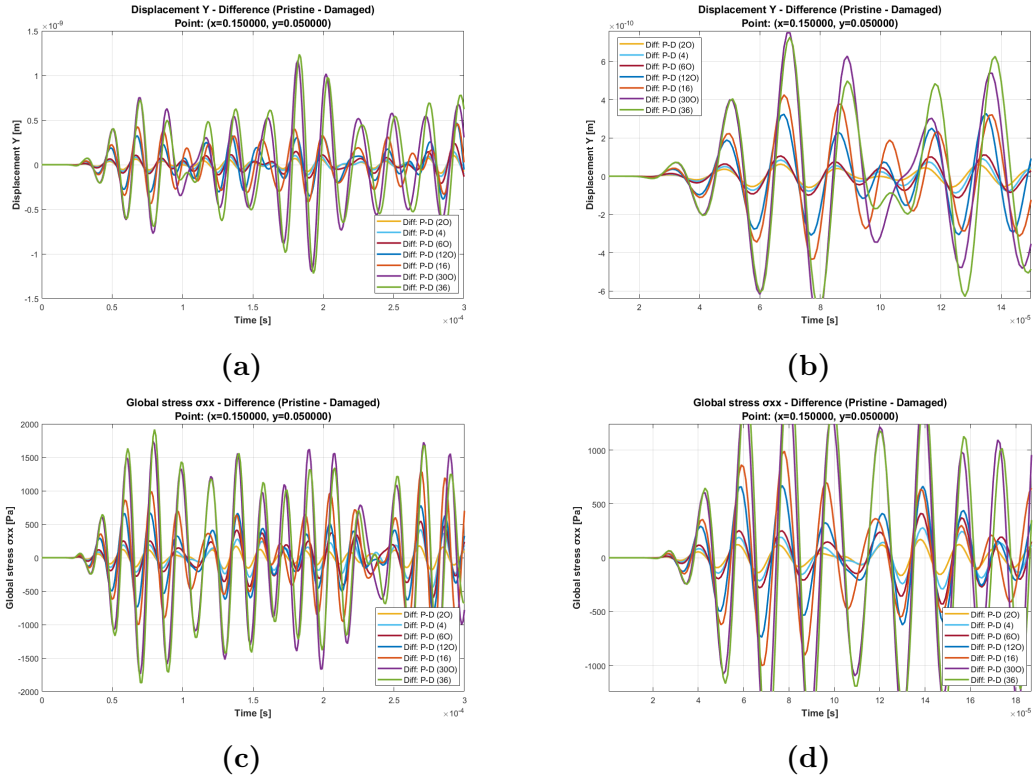 Displacement Y - Difference (Pristine - Damaged)
Point: (x=0.150000, y=0.050000)
×10⁻⁹
1.5
1
0.5
0
-0.5
-1
-1.5
Displacement Y [m]
Diff: P-D (2O)
Diff: P-D (4)
Diff: P-D (6O)
Diff: P-D (12O)
Diff: P-D (16)
Diff: P-D (30O)
Diff: P-D (36)
0 0.5 1 1.5 2 2.5 3
×10⁻⁴
Time [s]
(a)
Displacement Y - Difference (Pristine - Damaged)
Point: (x=0.150000, y=0.050000)
×10⁻¹⁰
6
4
2
0
-2
-4
-6
Displacement Y [m]
Diff: P-D (2O)
Diff: P-D (4)
Diff: P-D (6O)
Diff: P-D (12O)
Diff: P-D (16)
Diff: P-D (30O)
Diff: P-D (36)
2 4 6 8 10 12 14
×10⁻⁵
Time [s]
(b)
Global stress σxx - Difference (Pristine - Damaged)
Point: (x=0.150000, y=0.050000)
2000
1500
1000
500
0
-500
-1000
-1500
-2000
Global stress σxx [Pa]
Diff: P-D (2O)
Diff: P-D (4)
Diff: P-D (6O)
Diff: P-D (12O)
Diff: P-D (16)
Diff: P-D (30O)
Diff: P-D (36)
0 0.5 1 1.5 2 2.5 3
×10⁻⁴
Time [s]
(c)
Global stress σxx - Difference (Pristine - Damaged)
Point: (x=0.150000, y=0.050000)
1000
500
0
-500
-1000
Global stress σxx [Pa]
Diff: P-D (2O)
Diff: P-D (4)
Diff: P-D (6O)
Diff: P-D (12O)
Diff: P-D (16)
Diff: P-D (30O)
Diff: P-D (36)
2 4 6 8 10 12 14 16 18
×10⁻⁵
Time [s]
(d)